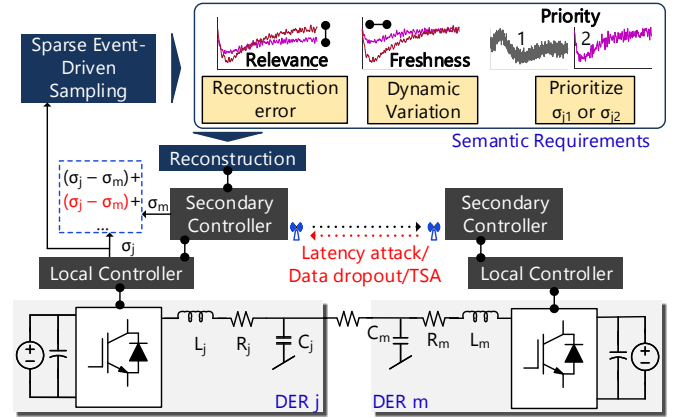 Sparse Event-
Driven
Sampling
Relevance
Freshness
Priority
1
2
Reconstruction
error
Dynamic
Variation
Prioritize
σj1 or σj2
Semantic Requirements
Reconstruction
(σj − σm)+
(σj − σm)+
...
σm
σj
Secondary
Controller
Secondary
Controller
Latency attack/
Data dropout/TSA
Local Controller
Local Controller
Lj
Rj
Cj
Cm
Rm
Lm
DER j
DER m